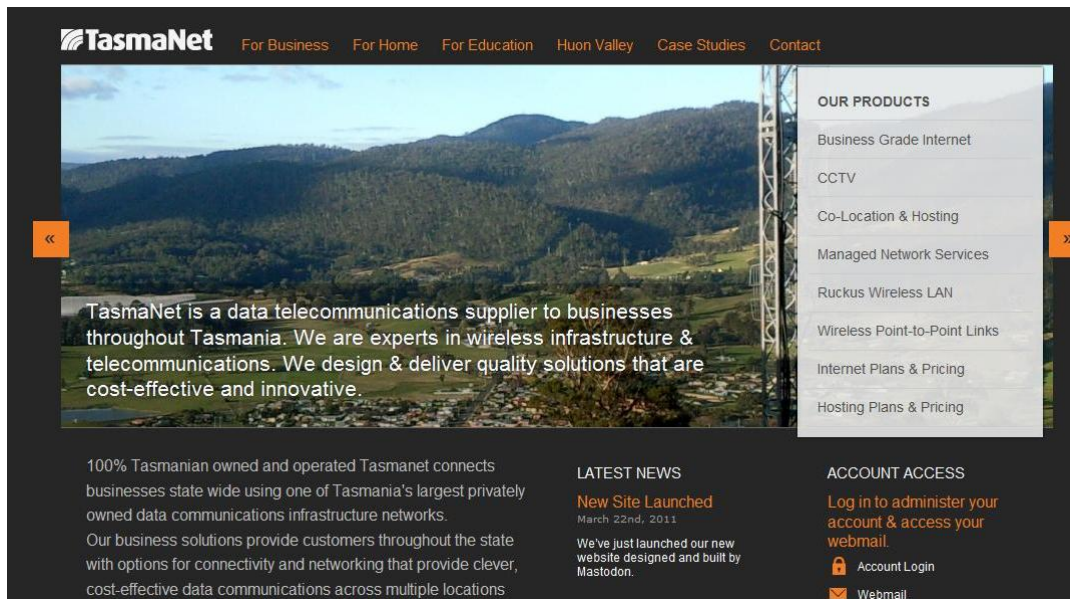 TasmaNet
For Business For Home For Education Huon Valley Case Studies Contact
OUR PRODUCTS
Business Grade Internet
CCTV
Co-Location & Hosting
Managed Network Services
Ruckus Wireless LAN
Wireless Point-to-Point Links
Internet Plans & Pricing
Hosting Plans & Pricing
«
»
TasmaNet is a data telecommunications supplier to businesses
throughout Tasmania. We are experts in wireless infrastructure &
telecommunications. We design & deliver quality solutions that are
cost-effective and innovative.
100% Tasmanian owned and operated Tasmanet connects
businesses state wide using one of Tasmania's largest privately
owned data communications infrastructure networks.
Our business solutions provide customers throughout the state
with options for connectivity and networking that provide clever,
cost-effective data communications across multiple locations
LATEST NEWS
New Site Launched
March 22nd, 2011
We've just launched our new
website designed and built by
Mastodon.
ACCOUNT ACCESS
Log in to administer your
account & access your
webmail.
Account Login
Webmail